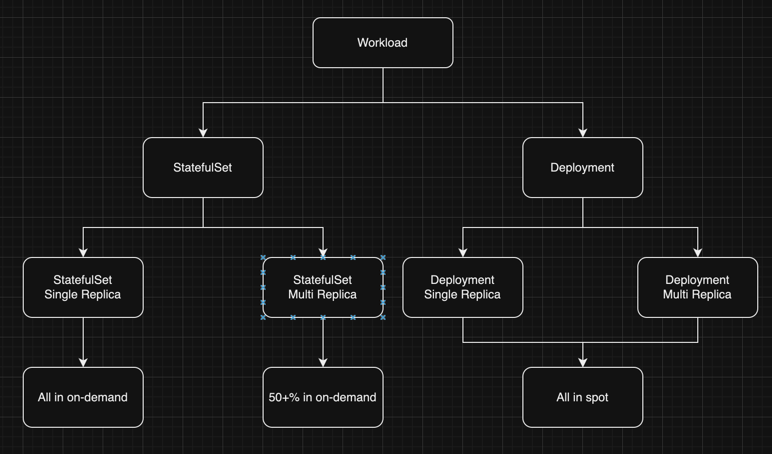 Workload
StatefulSet
Deployment
StatefulSet
Single Replica
StatefulSet
Multi Replica
Deployment
Single Replica
Deployment
Multi Replica
All in on-demand
50+% in on-demand
All in spot